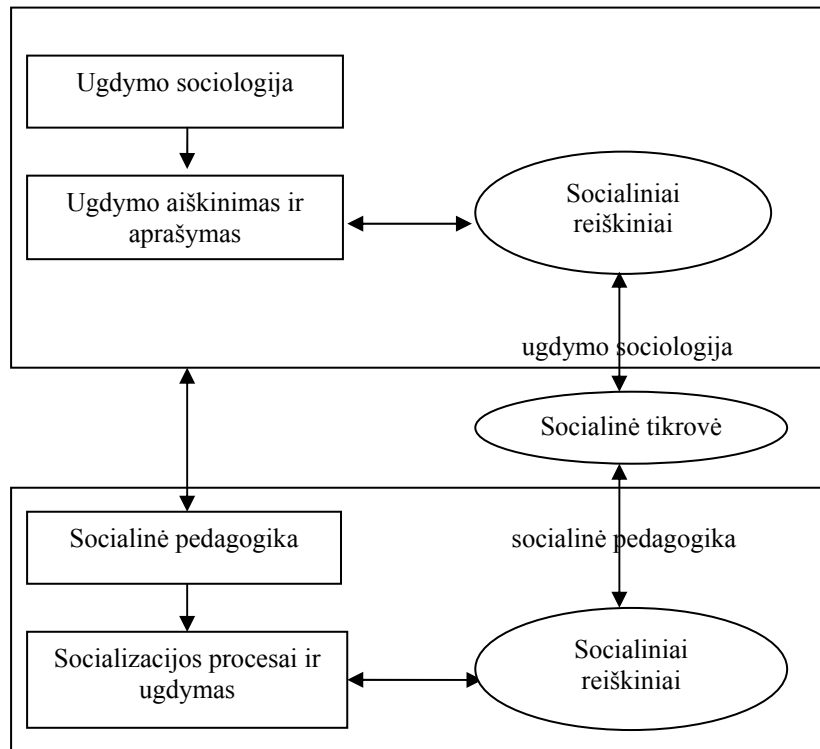 Ugdymo sociologija
Ugdymo aiškinimas ir
aprašymas
Socialiniai
reiškiniai
ugdymo sociologija
Socialinė tikrovė
Socialinė pedagogika
socialinė pedagogika
Socializacijos procesai ir
ugdymas
Socialiniai
reiškiniai